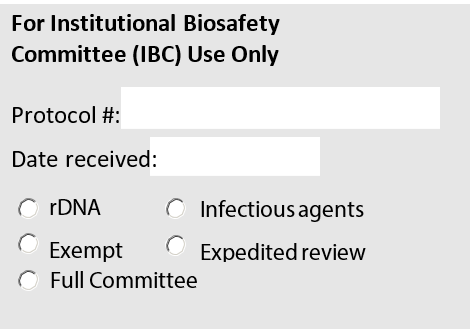 For Institutional Biosafety
Committee (IBC) Use Only
Protocol #:
Date received:
rDNA Infectious agents
Exempt Expedited review
Full Committee